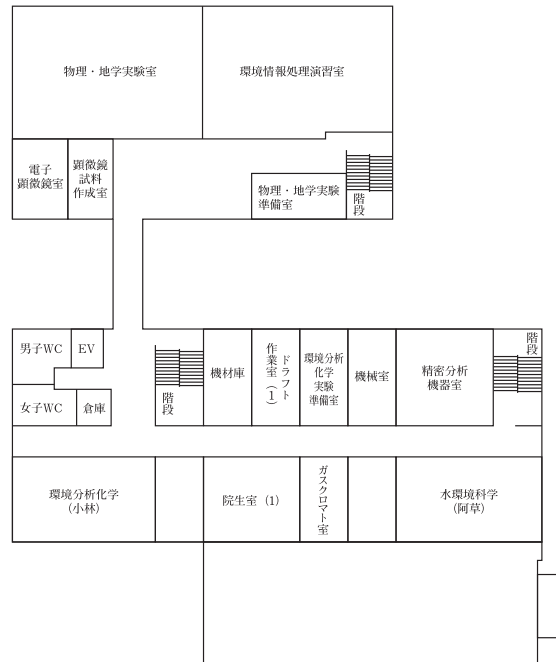 物理・地学実験室
環境情報処理演習室
電子
顕微鏡室
顕微鏡
試料
作成室
物理・地学実験
準備室
階段
男子WC
EV
女子WC
倉庫
階段
機材庫
ドラフト
作業室(1)
環境分析
化学
実験
準備室
機械室
精密分析
機器室
階段
環境分析化学
(小林)
院生室 (1)
ガスクロマト室
水環境科学
(阿草)